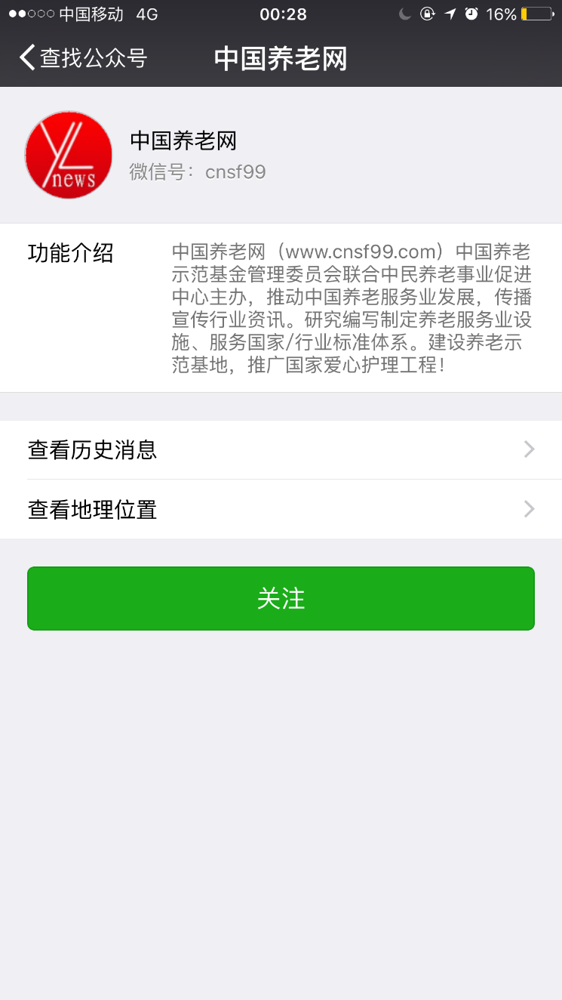 中国移动 4G 00:28 16%
查找公众号 中国养老网
YL
news
中国养老网
微信号：cnsf99
功能介绍
中国养老网（www.cnsf99.com）中国养老
示范基金管理委员会联合中民养老事业促进
中心主办，推动中国养老服务业发展，传播
宣传行业资讯。研究编写制定养老服务业设
施、服务国家/行业标准体系。建设养老示
范基地，推广国家爱心护理工程！
查看历史消息
查看地理位置
关注